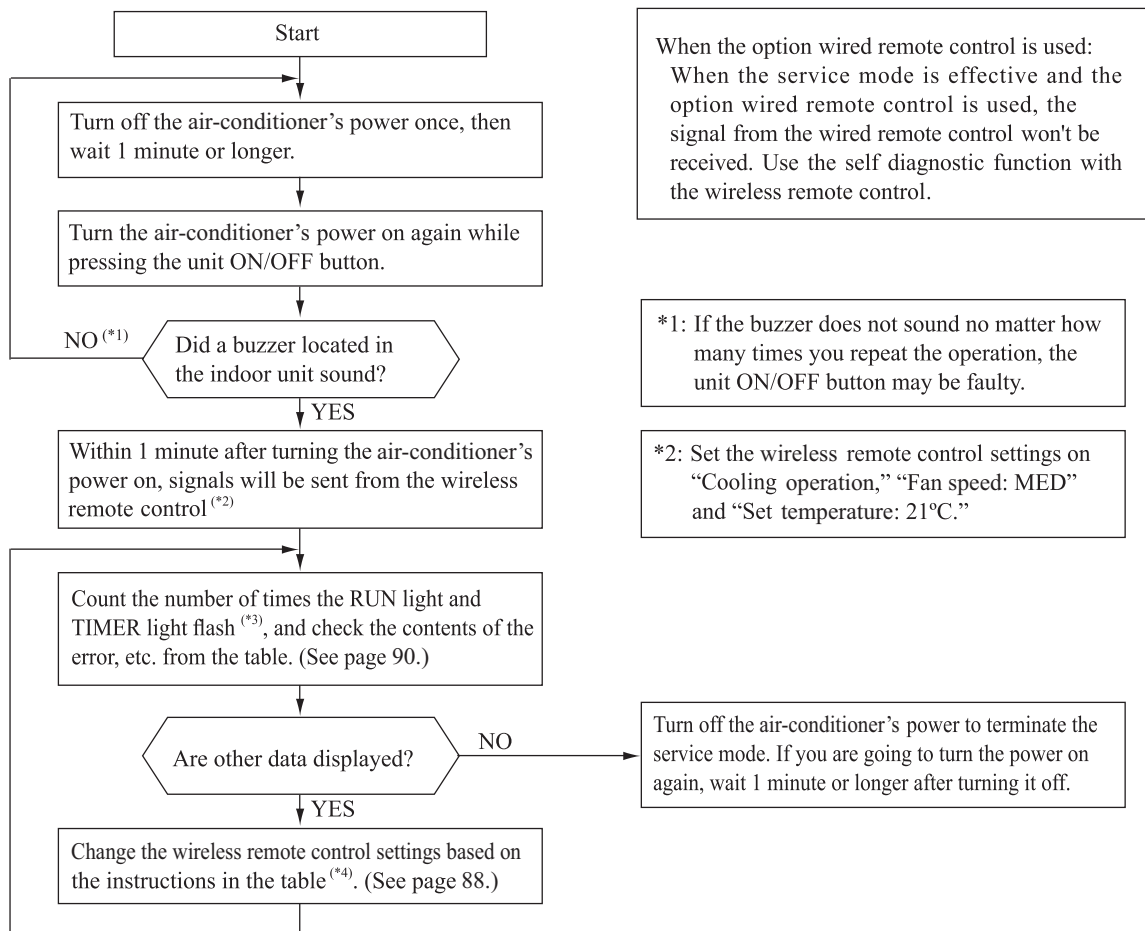 Start
Turn off the air-conditioner's power once, then
wait 1 minute or longer.
Turn the air-conditioner's power on again while
pressing the unit ON/OFF button.
NO (*1)
Did a buzzer located in
the indoor unit sound?
YES
Within 1 minute after turning the air-conditioner's
power on, signals will be sent from the wireless
remote control (*2)
Count the number of times the RUN light and
TIMER light flash (*3), and check the contents of the
error, etc. from the table. (See page 90.)
Are other data displayed?
NO
YES
Change the wireless remote control settings based on
the instructions in the table (*4). (See page 88.)
When the option wired remote control is used:
When the service mode is effective and the
option wired remote control is used, the
signal from the wired remote control won't be
received. Use the self diagnostic function with
the wireless remote control.
*1: If the buzzer does not sound no matter how
many times you repeat the operation, the
unit ON/OFF button may be faulty.
*2: Set the wireless remote control settings on
“Cooling operation,” “Fan speed: MED”
and “Set temperature: 21ºC.”
Turn off the air-conditioner's power to terminate the
service mode. If you are going to turn the power on
again, wait 1 minute or longer after turning it off.